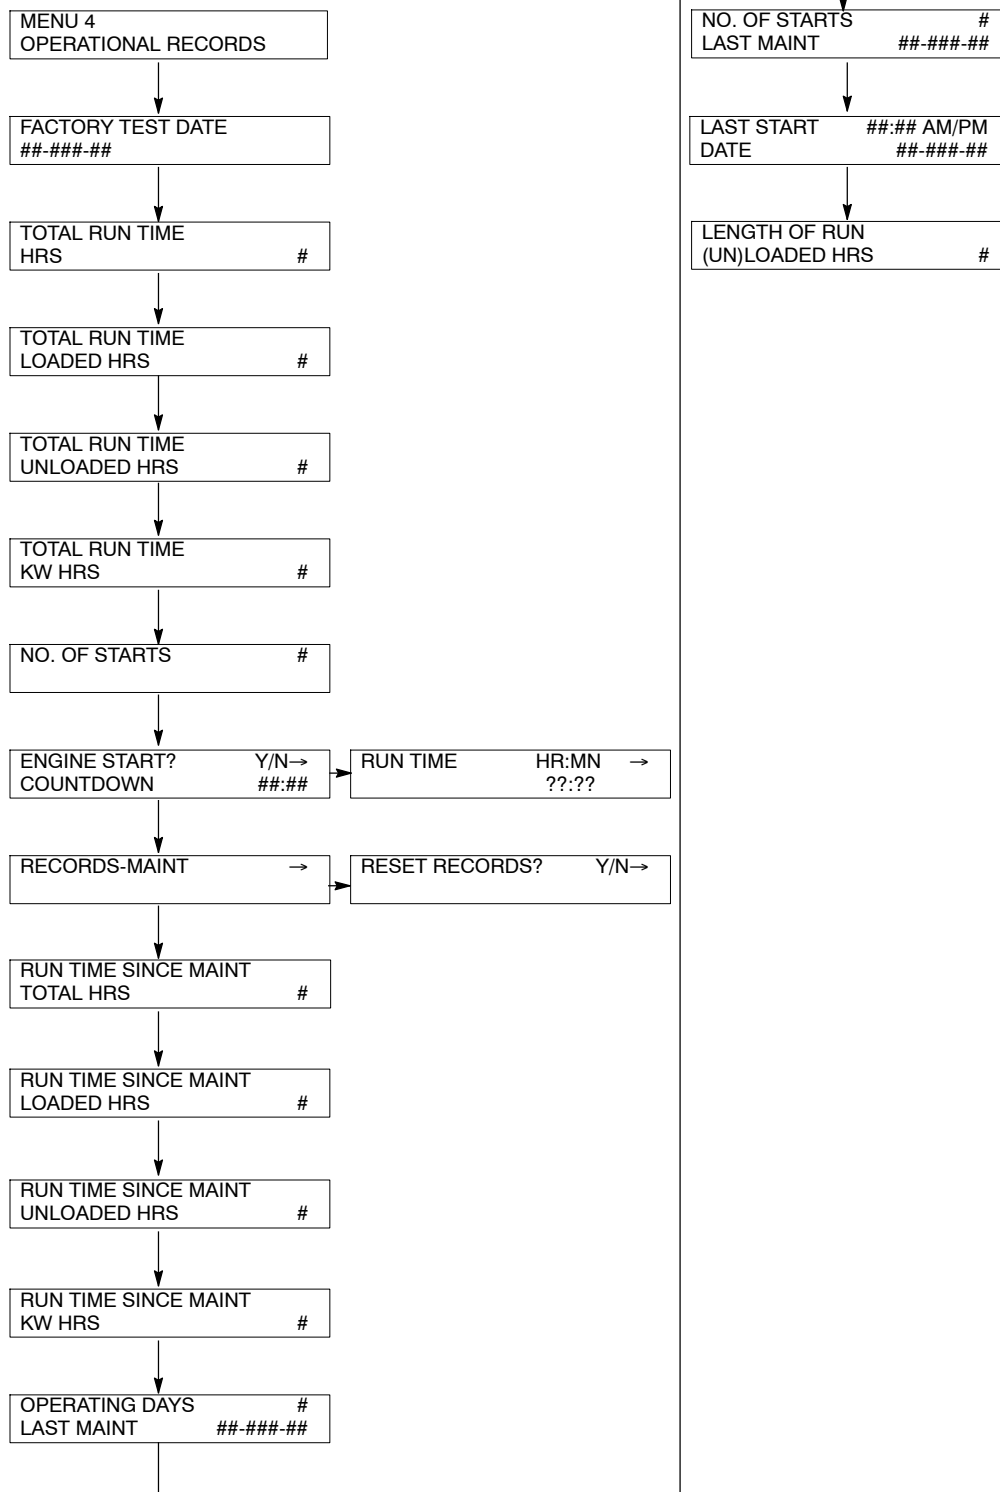 MENU 4
OPERATIONAL RECORDS
FACTORY TEST DATE
##-###-##
TOTAL RUN TIME
HRS #
TOTAL RUN TIME
LOADED HRS #
TOTAL RUN TIME
UNLOADED HRS #
TOTAL RUN TIME
KW HRS #
NO. OF STARTS #
ENGINE START? Y/N→
COUNTDOWN ##:##
RUN TIME HR:MN →
??:??
RECORDS-MAINT →
RESET RECORDS? Y/N→
RUN TIME SINCE MAINT
TOTAL HRS #
RUN TIME SINCE MAINT
LOADED HRS #
RUN TIME SINCE MAINT
UNLOADED HRS #
RUN TIME SINCE MAINT
KW HRS #
OPERATING DAYS #
LAST MAINT ##-###-##
NO. OF STARTS #
LAST MAINT ##-###-##
LAST START ##:## AM/PM
DATE ##-###-##
LENGTH OF RUN
(UN)LOADED HRS #